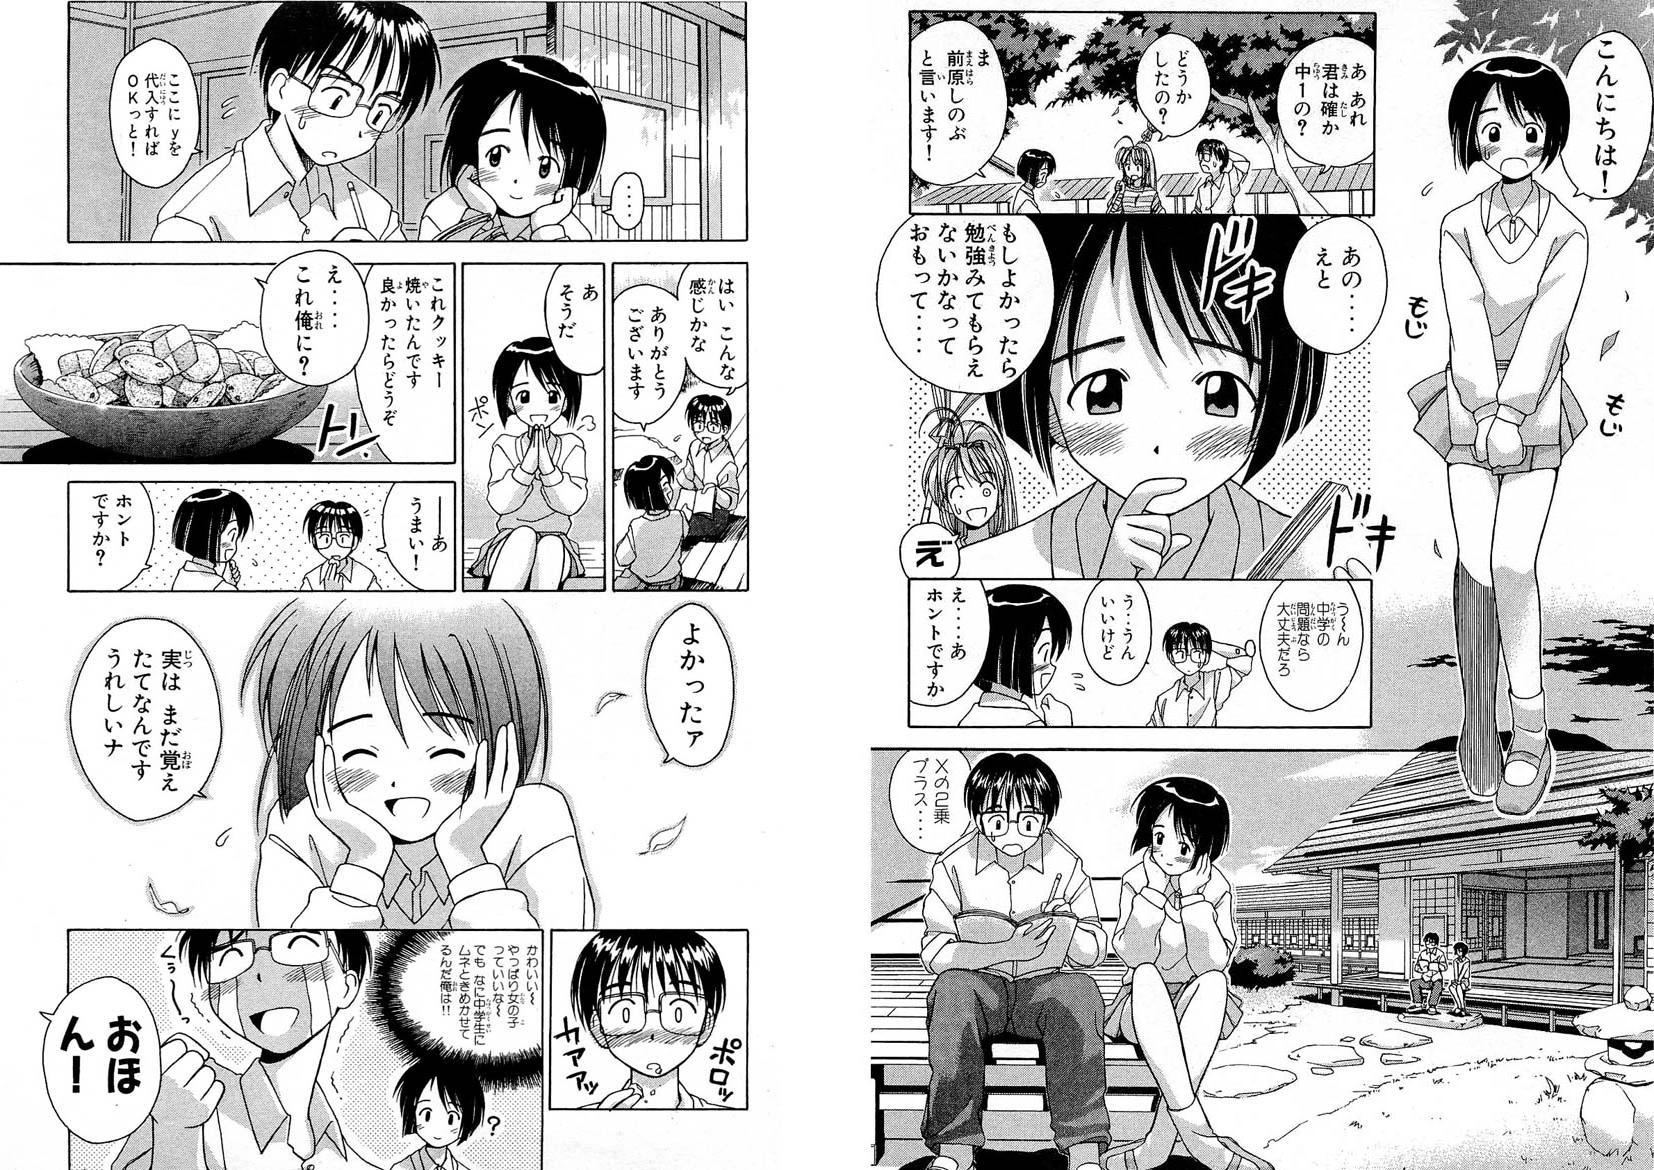 こんにちは！
もじ
もじ
あ あれ
君は確か
中1の？
どうか
したの？
ま
前原しのぶ
と言います！
あの‥‥
えと
ドキ
もしよかったら
勉強みてもらえ
ないかなって
おもって‥‥
ドキ
え゛
う〜ん
中学の
問題なら
大丈夫だろ
う‥うん
いいけど
え‥‥あ
ホントですか
Xの2乗
プラス‥‥
ここにyを
代入すれば
OKっと！
‥‥
はい こんな
感じかな
ありがとう
ございます
あ
そうだ
ポン
これクッキー
焼いたんです
良かったらどうぞ
え‥‥
これ俺に？
トン
——あ
うまい！
ホント
ですか？
よかったァ
実は まだ覚え
たてなんです
うれしいナ
ポロッ
カアアアッ
かわいい〜
やっぱり女の子
っていいな〜
でも なに中学生に
ムネときめかせて
るんだ俺は!!
くぅっ
おほ
ん！
？